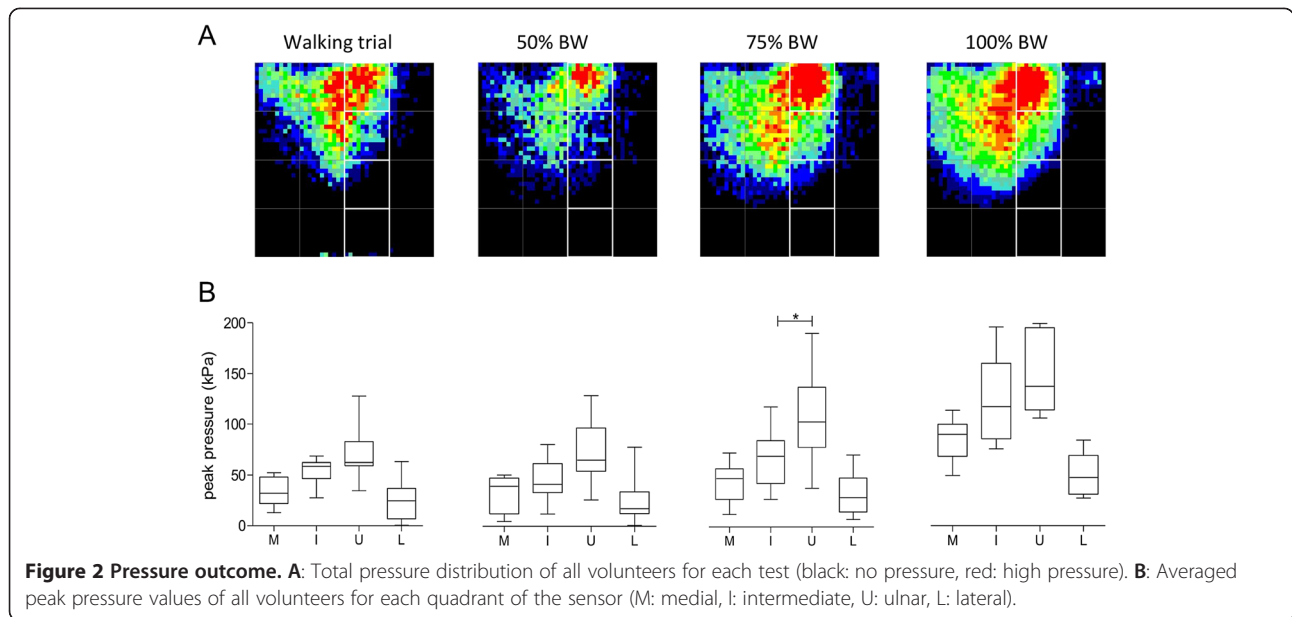 A
Walking trial 50% BW 75% BW 100% BW
B
peak pressure (kPa)
200
150
100
50
0
*
M I U L M I U L M I U L M I U L
Figure 2 Pressure outcome. A: Total pressure distribution of all volunteers for each test (black: no pressure, red: high pressure). B: Averaged
peak pressure values of all volunteers for each quadrant of the sensor (M: medial, I: intermediate, U: ulnar, L: lateral).